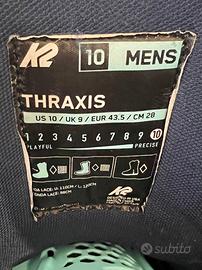 K2
10 MENS
THRAXIS
US 10 / UK 9 / EUR 43.5 / CM 28
1 2 3 4 5 6 7 8 9 10
PLAYFUL PRECISE
K2
subito